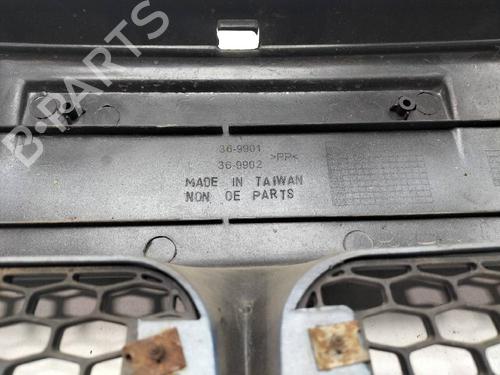 B-PARTS
36-9901
36-9902 >PP<
MADE IN TAIWAN
NON OE PARTS